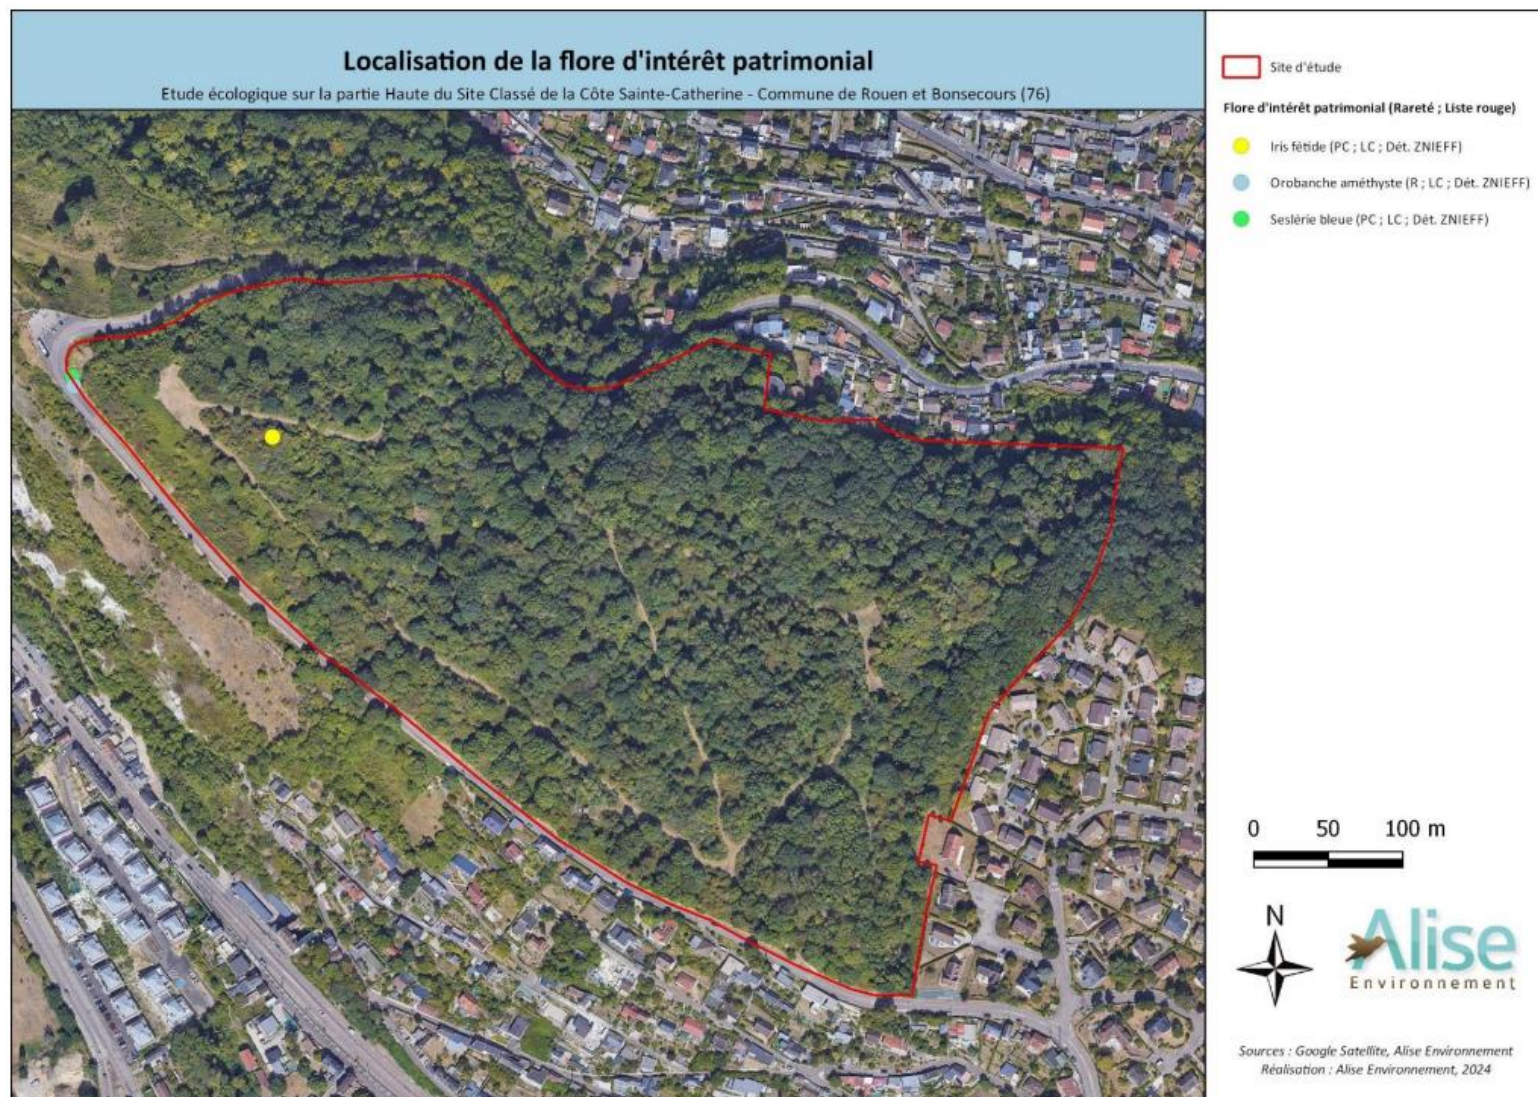 Localisation de la flore d'intérêt patrimonial
Etude écologique sur la partie Haute du Site Classé de la Côte Sainte-Catherine - Commune de Rouen et Bonsecours (76)
Site d'étude
Flore d'intérêt patrimonial (Rareté ; Liste rouge)
Iris fétide (PC ; LC ; Dét. ZNIEFF)
Orobanche améthyste (R ; LC ; Dét. ZNIEFF)
Seslérie bleue (PC ; LC ; Dét. ZNIEFF)
0 50 100 m
N
Alise
Environnement
Sources : Google Satellite, Alise Environnement
Réalisation : Alise Environnement, 2024